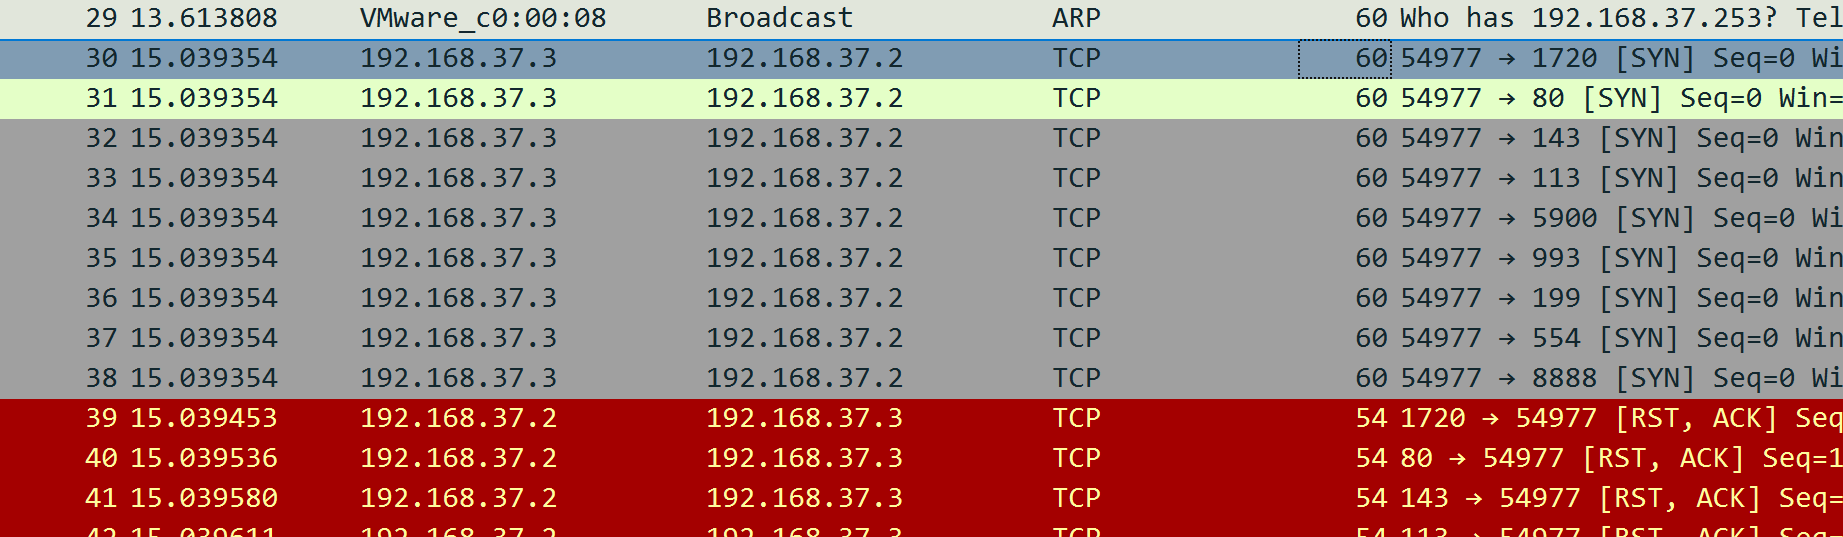 29 13.613808 VMware_c0:00:08 Broadcast ARP 60 Who has 192.168.37.253? Tel
30 15.039354 192.168.37.3 192.168.37.2 TCP 60 54977 → 1720 [SYN] Seq=0 Wi
31 15.039354 192.168.37.3 192.168.37.2 TCP 60 54977 → 80 [SYN] Seq=0 Win=
32 15.039354 192.168.37.3 192.168.37.2 TCP 60 54977 → 143 [SYN] Seq=0 Win
33 15.039354 192.168.37.3 192.168.37.2 TCP 60 54977 → 113 [SYN] Seq=0 Win
34 15.039354 192.168.37.3 192.168.37.2 TCP 60 54977 → 5900 [SYN] Seq=0 Wi
35 15.039354 192.168.37.3 192.168.37.2 TCP 60 54977 → 993 [SYN] Seq=0 Win
36 15.039354 192.168.37.3 192.168.37.2 TCP 60 54977 → 199 [SYN] Seq=0 Win
37 15.039354 192.168.37.3 192.168.37.2 TCP 60 54977 → 554 [SYN] Seq=0 Win
38 15.039354 192.168.37.3 192.168.37.2 TCP 60 54977 → 8888 [SYN] Seq=0 Wi
39 15.039453 192.168.37.2 192.168.37.3 TCP 54 1720 → 54977 [RST, ACK] Seq
40 15.039536 192.168.37.2 192.168.37.3 TCP 54 80 → 54977 [RST, ACK] Seq=1
41 15.039580 192.168.37.2 192.168.37.3 TCP 54 143 → 54977 [RST, ACK] Seq=
42 15.039611 192.168.37.2 192.168.37.3 TCP 54 113 → 54977 [RST, ACK] Seq=